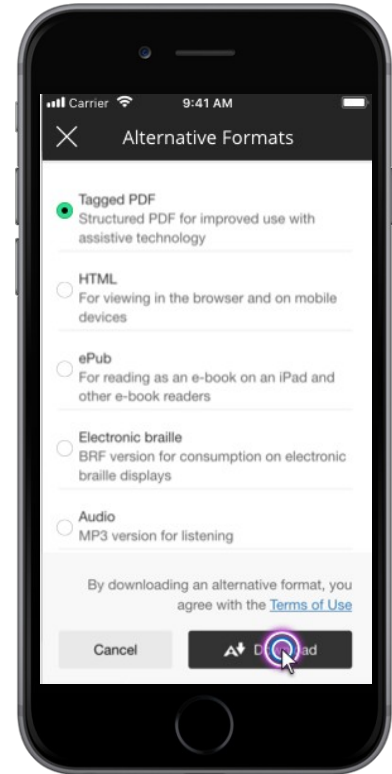 Carrier 9:41 AM
Alternative Formats
Tagged PDF
Structured PDF for improved use with
assistive technology
HTML
For viewing in the browser and on mobile
devices
ePub
For reading as an e-book on an iPad and
other e-book readers
Electronic braille
BRF version for consumption on electronic
braille displays
Audio
MP3 version for listening
By downloading an alternative format, you
agree with the Terms of Use
Cancel